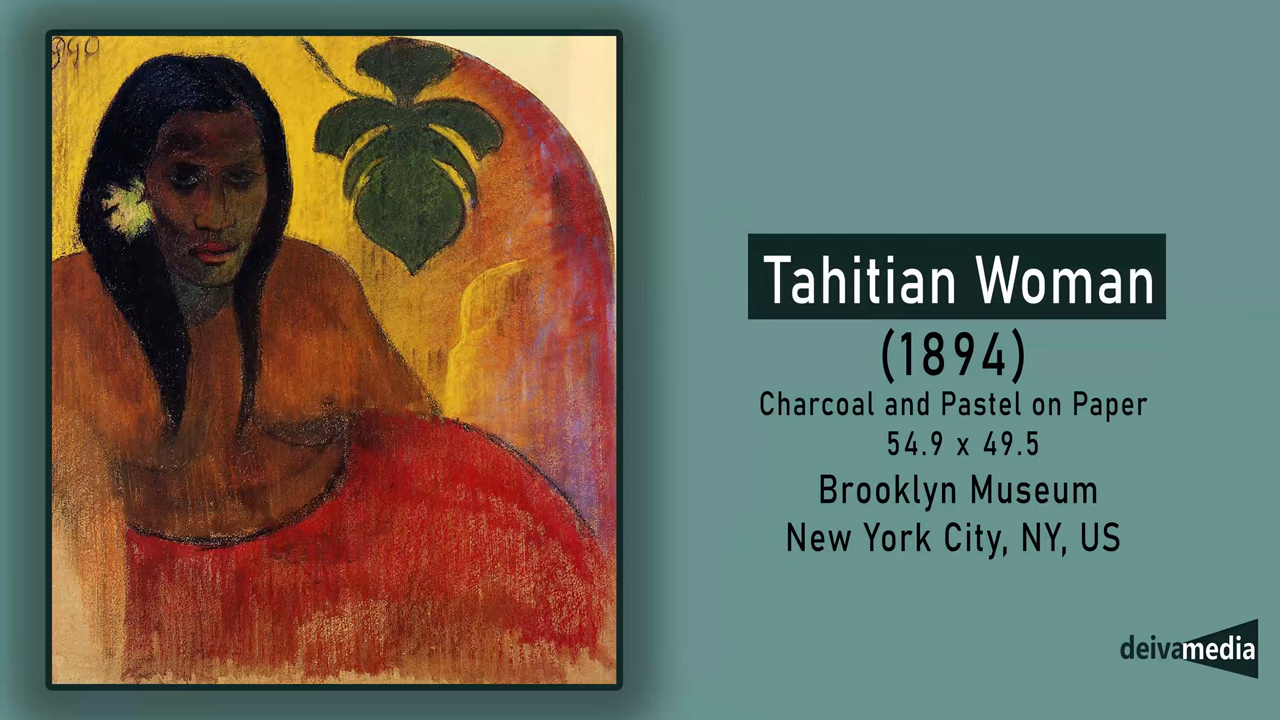 Tahitian Woman
(1894)
Charcoal and Pastel on Paper
54.9 x 49.5
Brooklyn Museum
New York City, NY, US
deivamedia